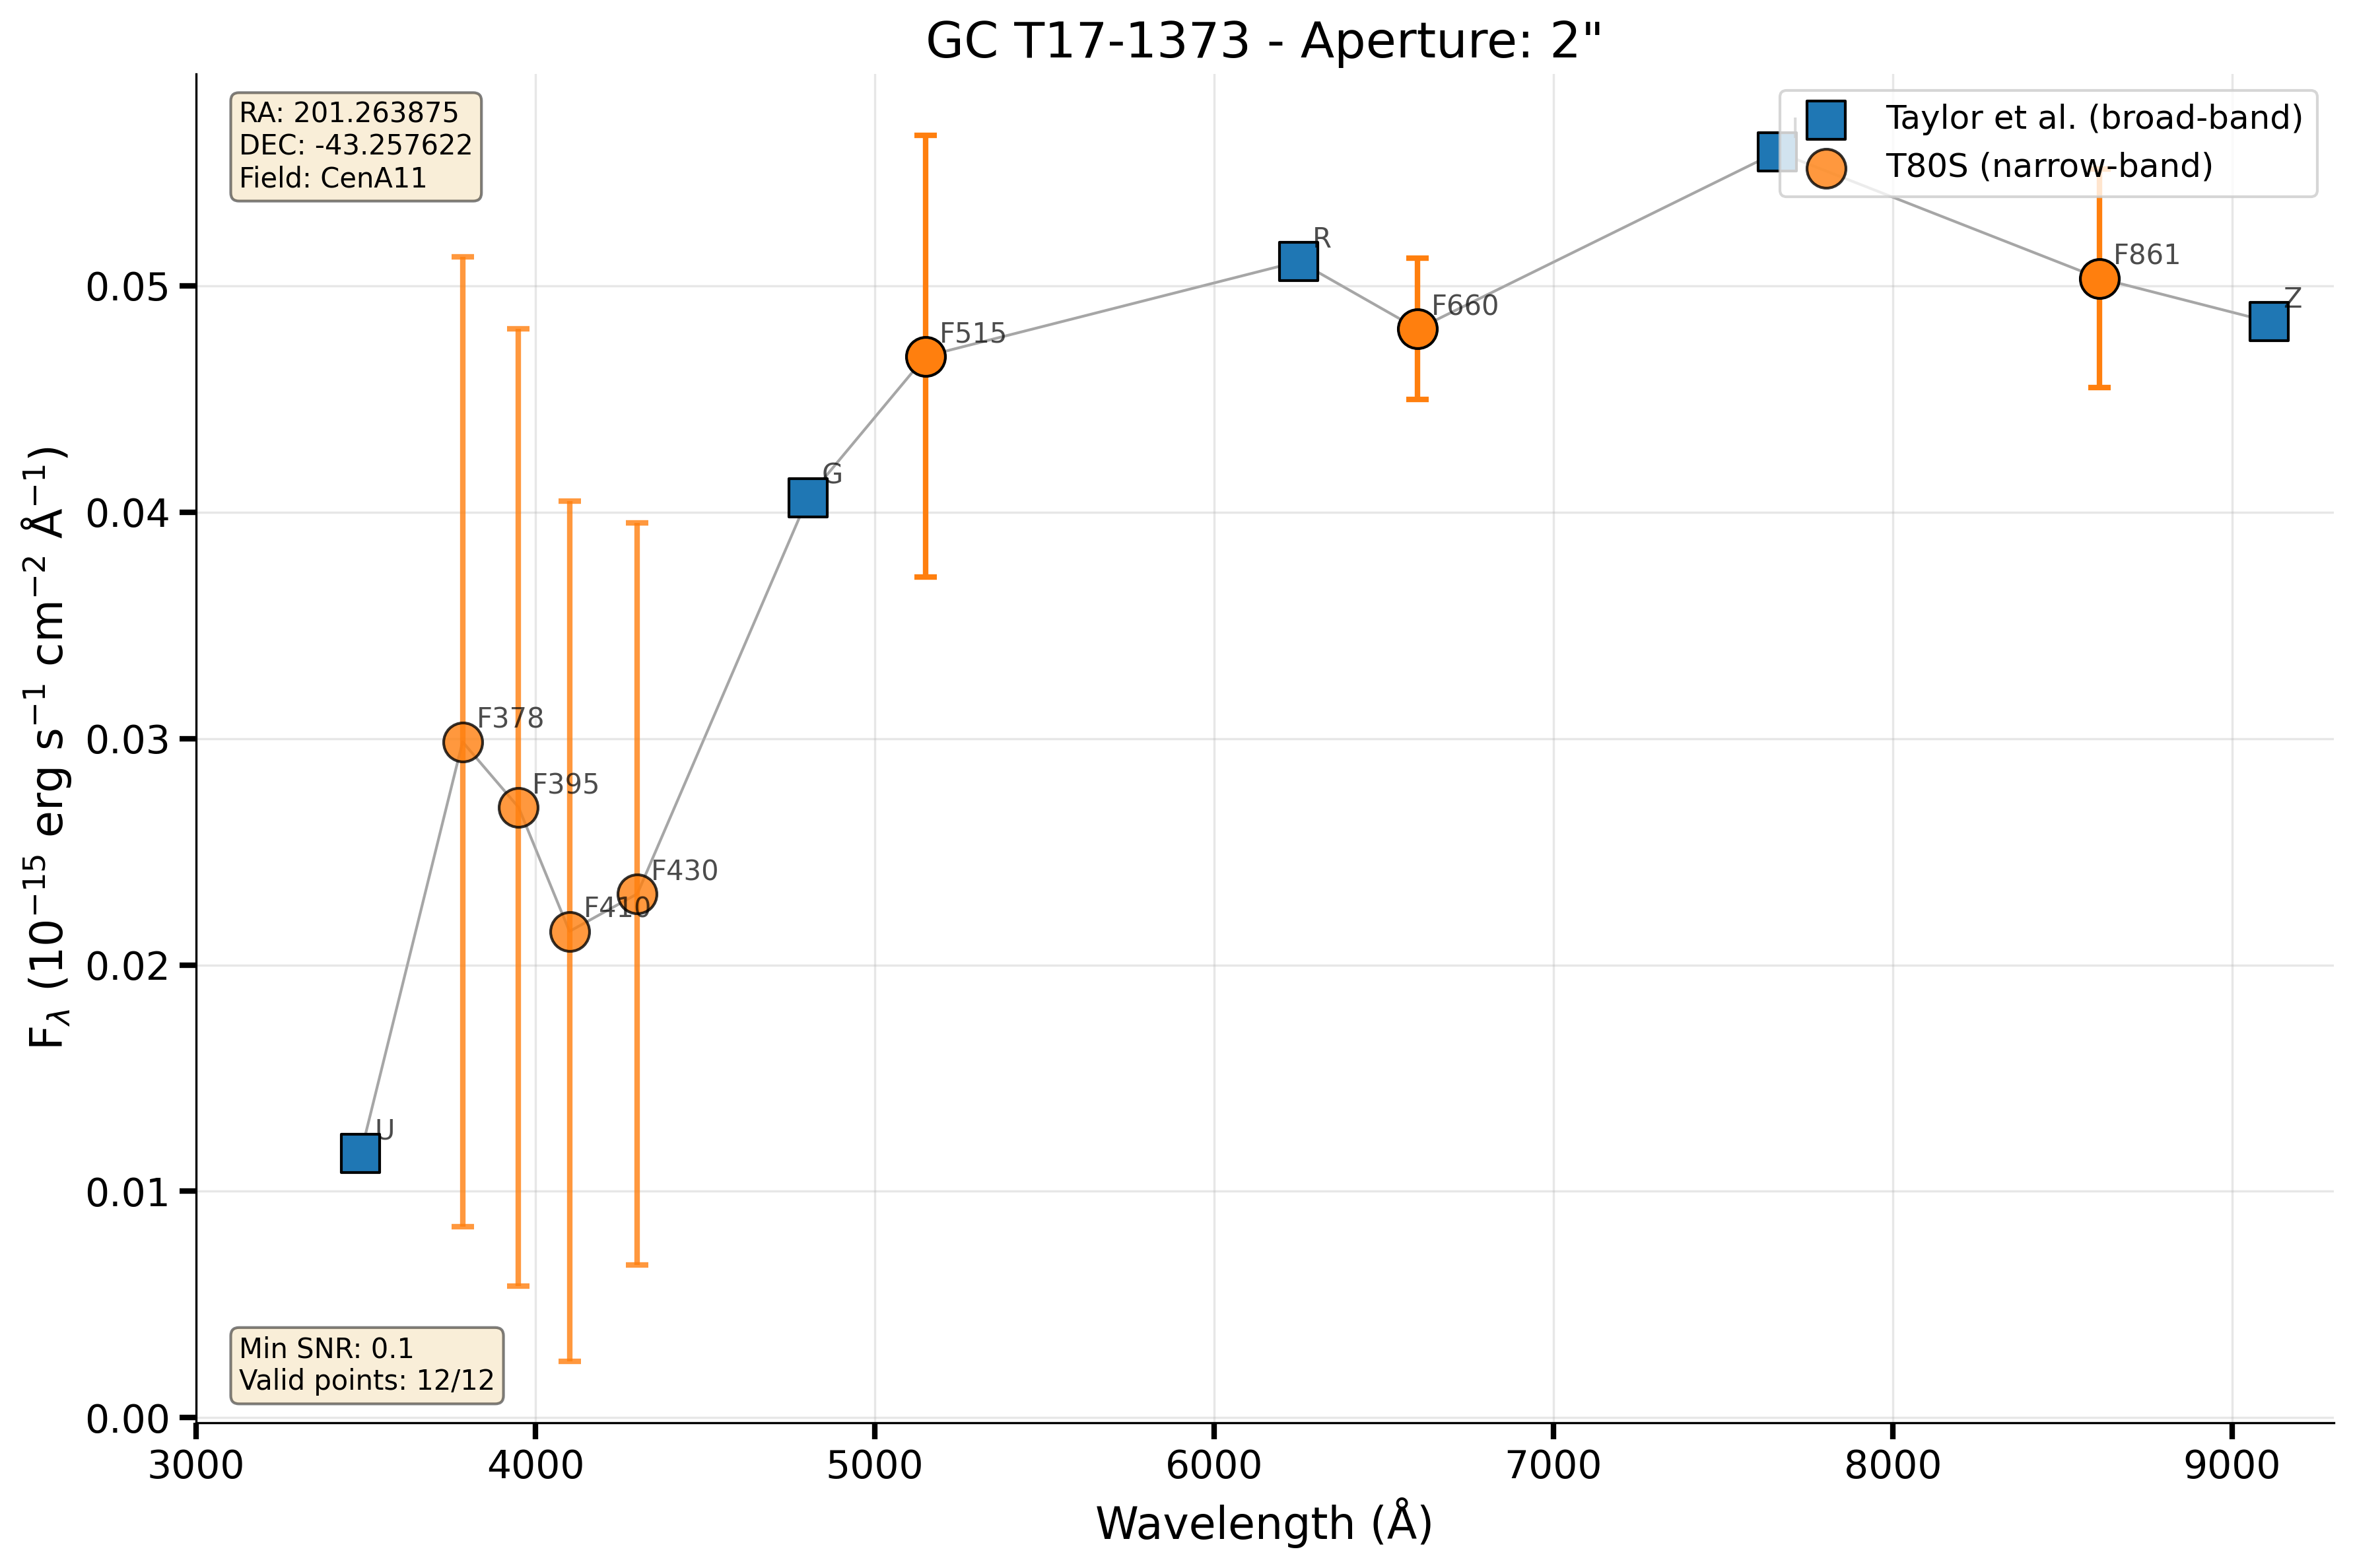 GC T17-1373 - Aperture: 2"
RA: 201.263875
DEC: -43.257622
Field: CenA11
Taylor et al. (broad-band)
T80S (narrow-band)
R
F861
F660
Z
F515
G
F378
F395
F430
F410
U
Min SNR: 0.1
Valid points: 12/12
0.05
0.04
0.03
0.02
0.01
0.00
F$_λ$ (10$^{−15}$ erg s$^{−1}$ cm$^{−2}$ Å$^{−1}$)
3000 4000 5000 6000 7000 8000 9000
Wavelength (Å)